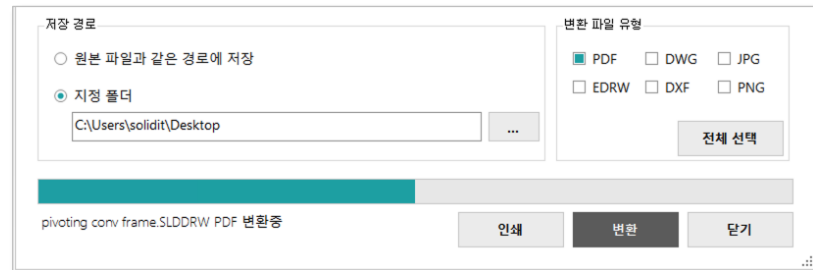 저장 경로
원본 파일과 같은 경로에 저장
지정 폴더
C:\Users\solidit\Desktop
...
변환 파일 유형
PDF DWG JPG
EDRW DXF PNG
전체 선택
pivoting conv frame.SLDDRW PDF 변환중
인쇄 변환 닫기